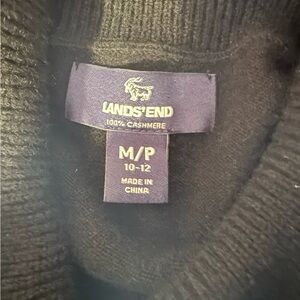 LANDS'END
100% CASHMERE
M/P
10-12
MADE IN
CHINA